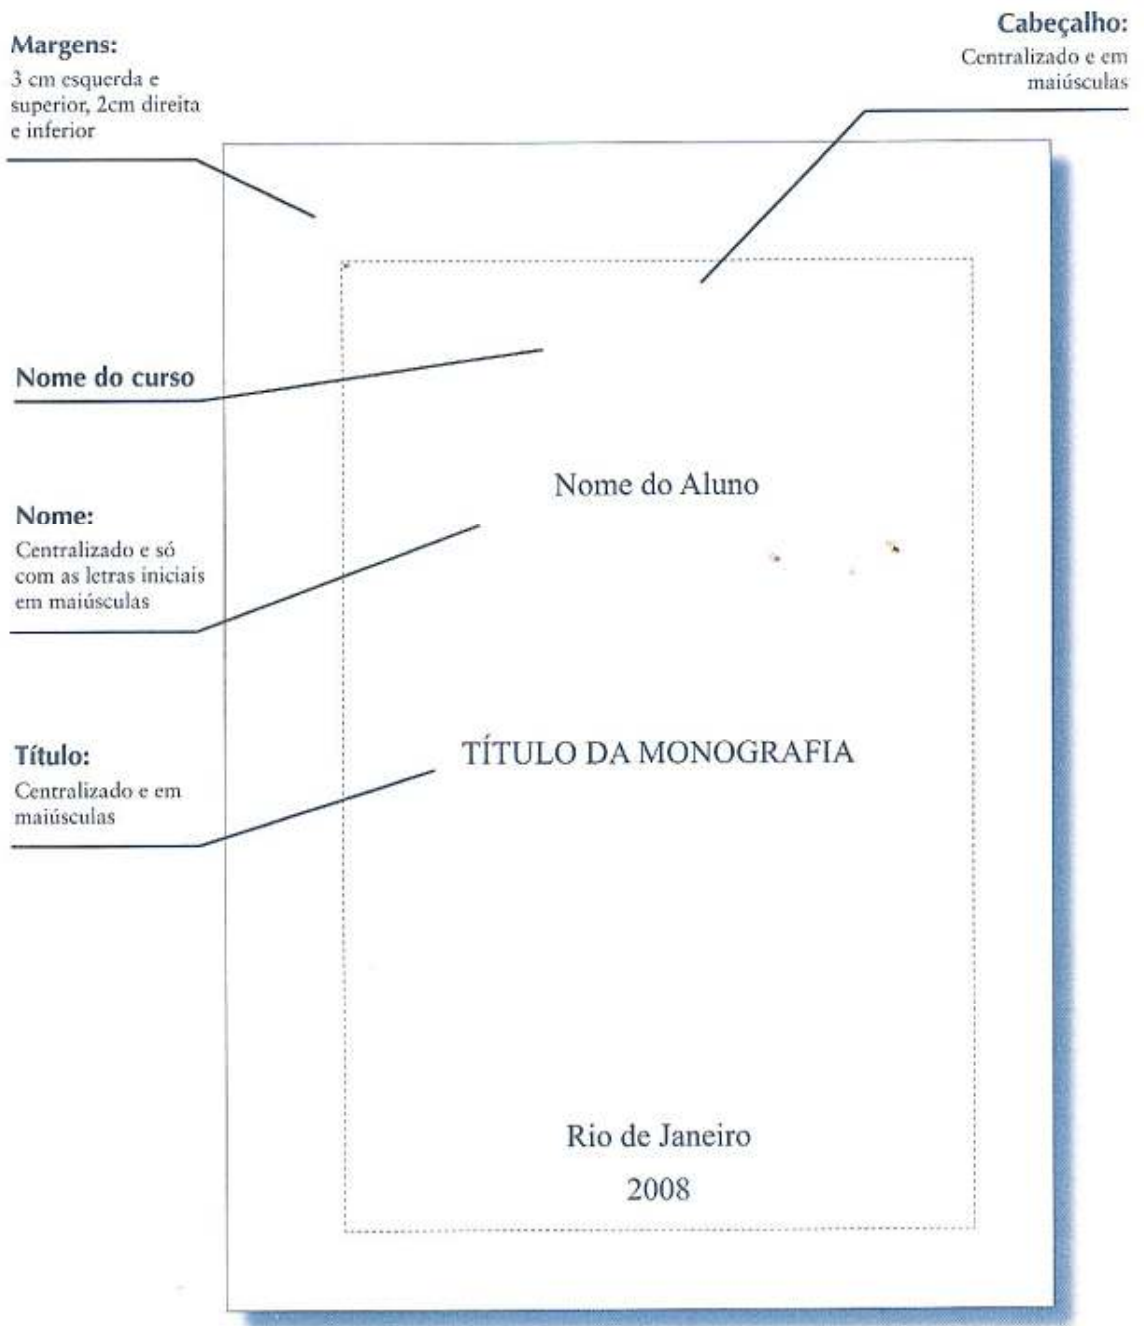 Cabeçalho:
Centralizado e em
maiúsculas
Margens:
3 cm esquerda e
superior, 2cm direita
e inferior
Nome do curso
Nome do Aluno
Nome:
Centralizado e só
com as letras iniciais
em maiúsculas
Título:
Centralizado e em
maiúsculas
TÍTULO DA MONOGRAFIA
Rio de Janeiro
2008